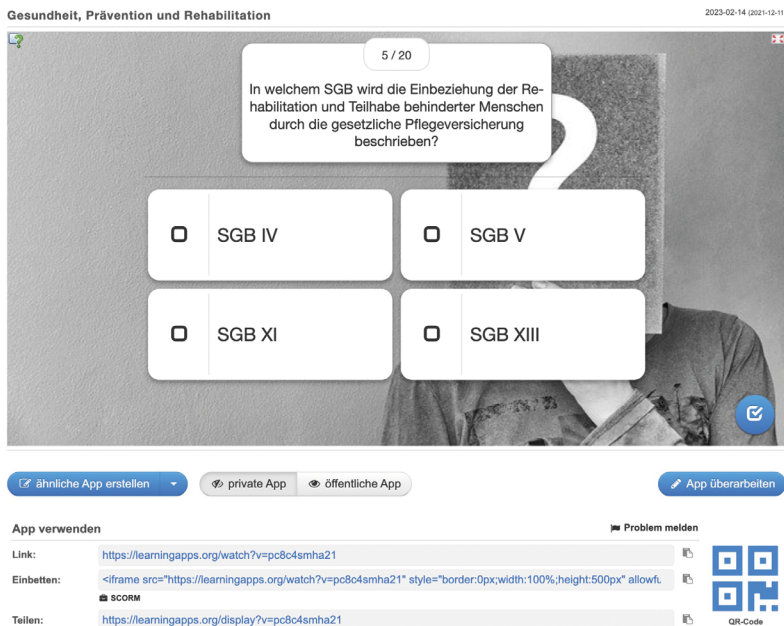 Gesundheit, Prävention und Rehabilitation
2023-02-14 (2021-12-11
5 / 20
In welchem SGB wird die Einbeziehung der Re-
habilitation und Teilhabe behinderter Menschen
durch die gesetzliche Pflegeversicherung
beschrieben?
SGB IV
SGB V
SGB XI
SGB XIII
ähnliche App erstellen
private App
öffentliche App
App überarbeiten
App verwenden
Problem melden
Link:
https://learningapps.org/watch?v=pc8c4smha21
Einbetten:
<iframe src="https://learningapps.org/watch?v=pc8c4smha21" style="border:0px;width:100%;height:500px" allowfu
SCORM
Teilen:
https://learningapps.org/display?v=pc8c4smha21
QR-Code